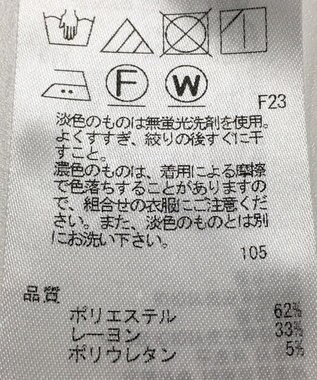 F W
F23
淡色のものは無蛍光洗剤を使用。
よくすすぎ、絞りの後すぐに干
すこと。
濃色のものは、着用による摩擦
で色落ちすることがありますの
で、組合せの衣服にご注意くだ
さい。また、淡色のものとは別
にお洗い下さい。
105
品質
ポリエステル 62%
レーヨン 33%
ポリウレタン 5%